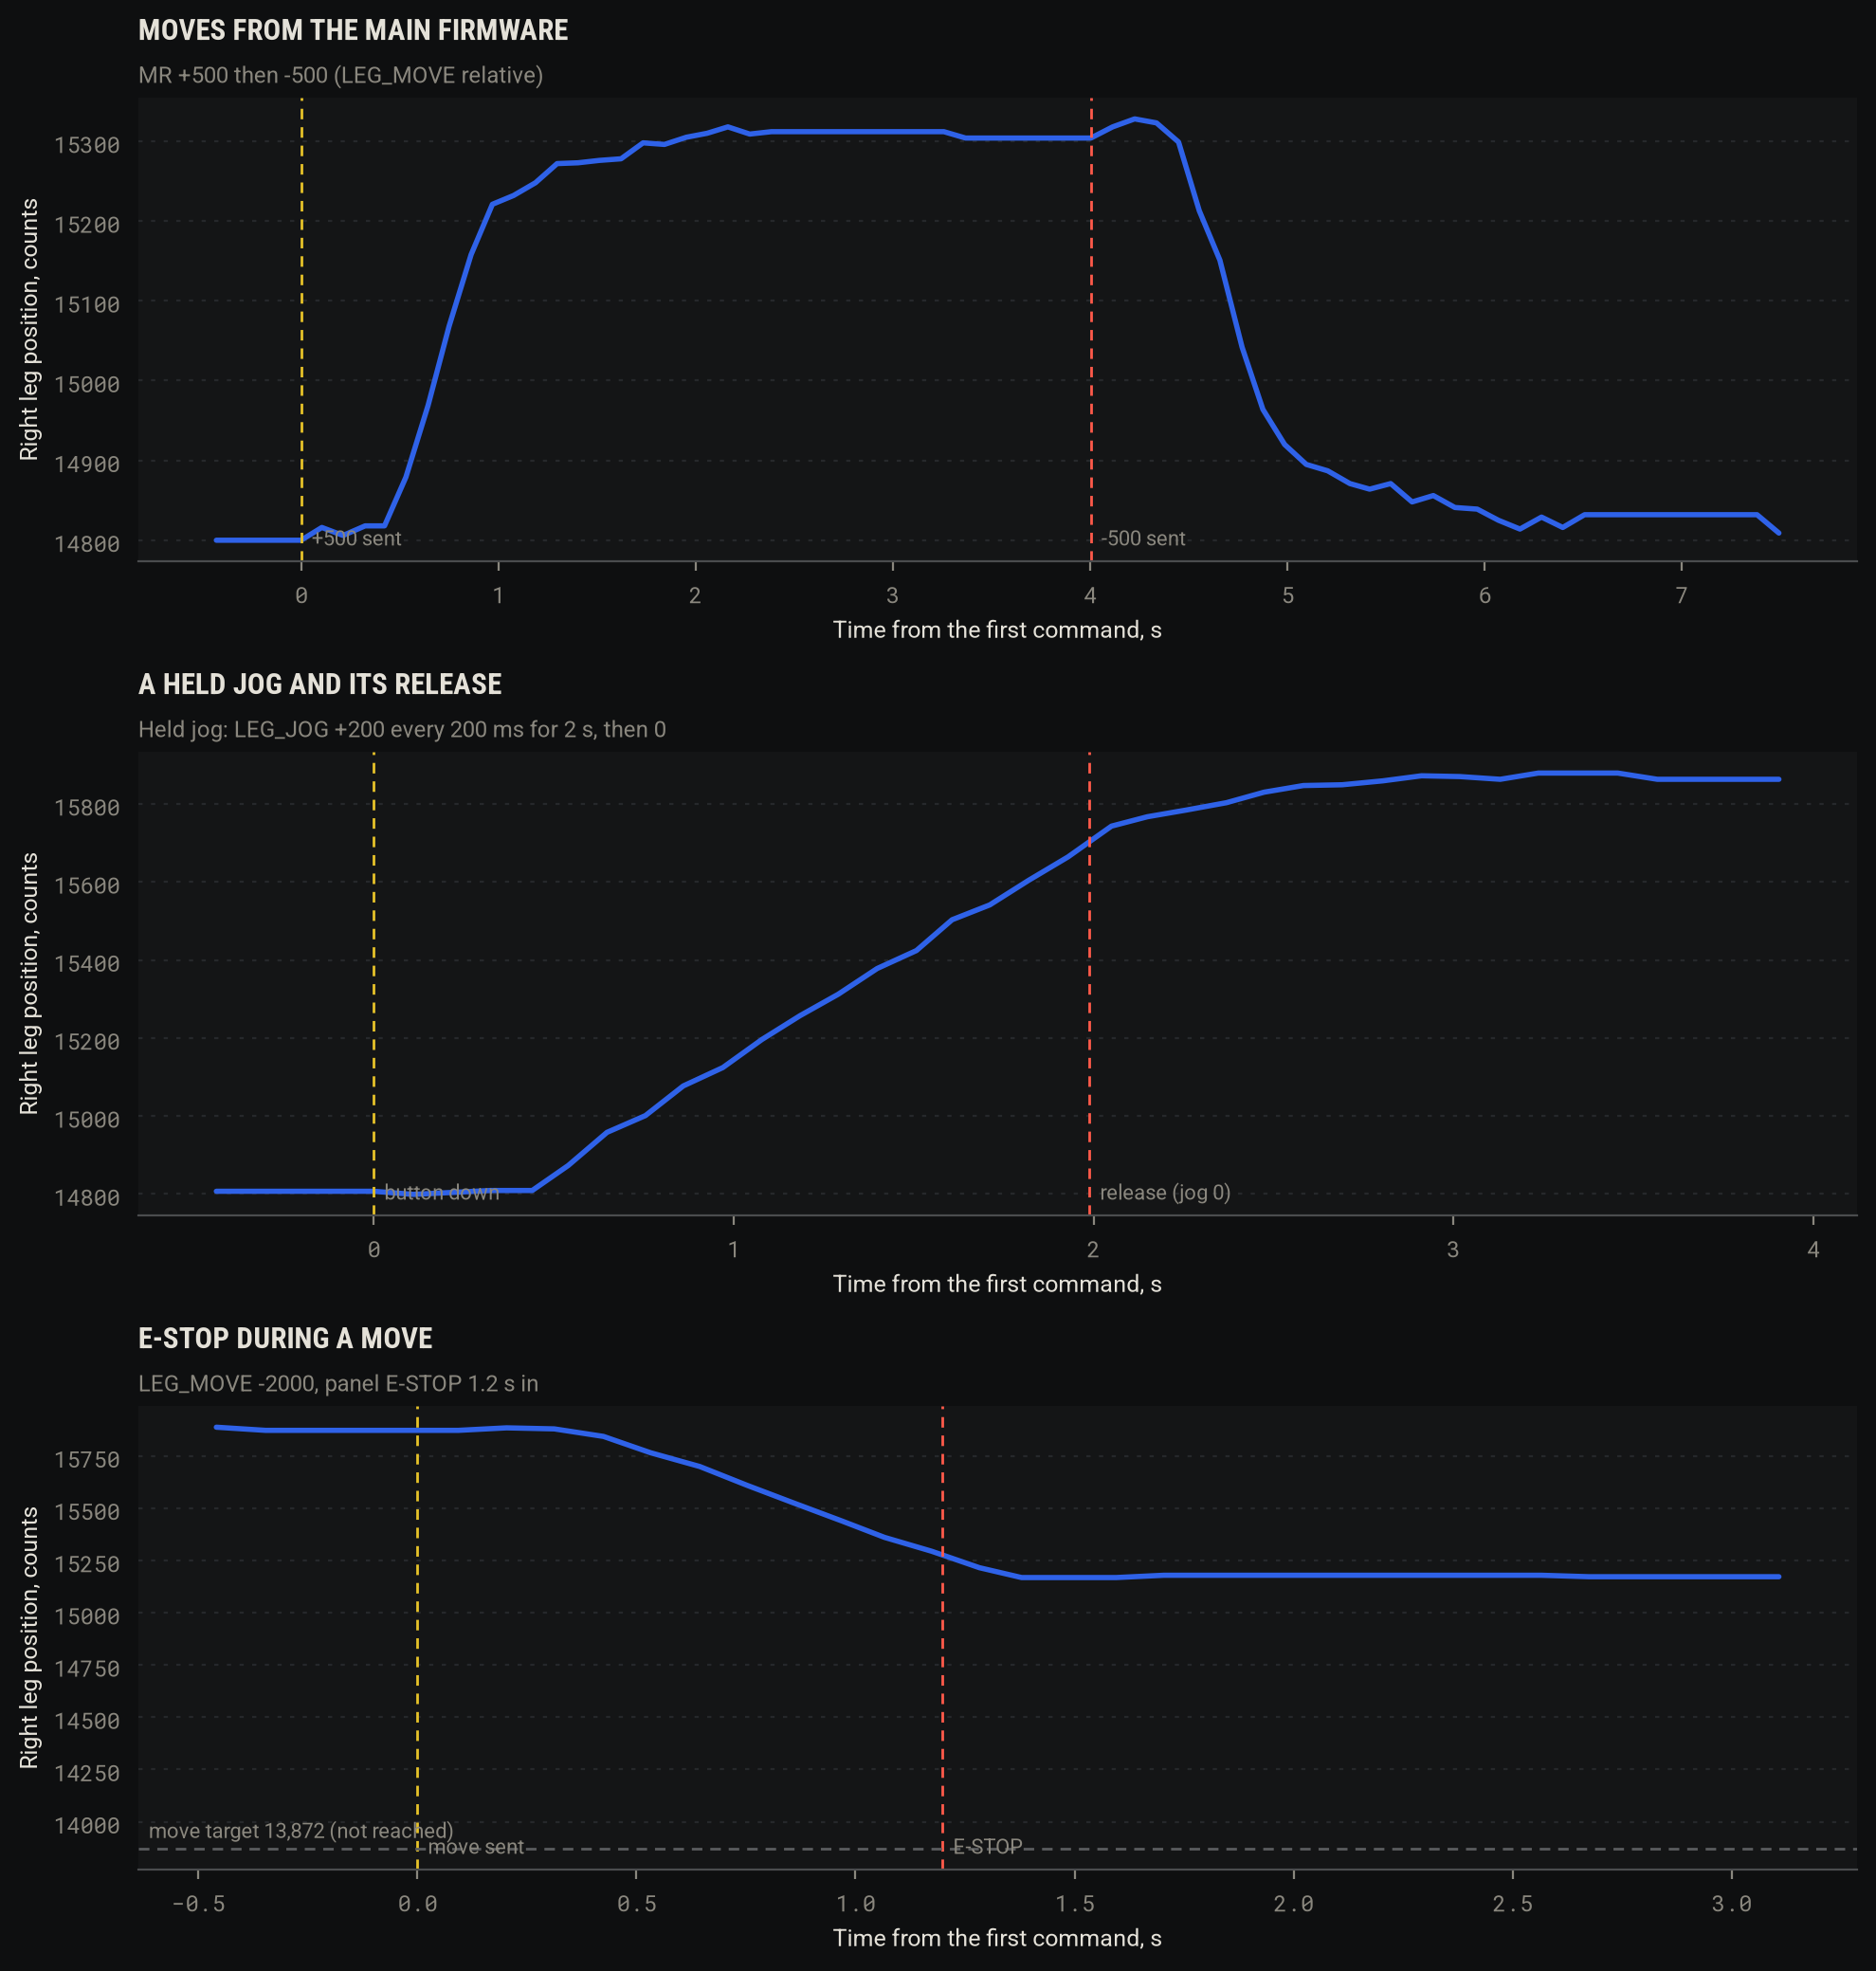 MOVES FROM THE MAIN FIRMWARE
MR +500 then -500 (LEG_MOVE relative)
Right leg position, counts
15300
15200
15100
15000
14900
14800
+500 sent
-500 sent
0 1 2 3 4 5 6 7
Time from the first command, s
A HELD JOG AND ITS RELEASE
Held jog: LEG_JOG +200 every 200 ms for 2 s, then 0
Right leg position, counts
15800
15600
15400
15200
15000
14800
button down
release (jog 0)
0 1 2 3 4
Time from the first command, s
E-STOP DURING A MOVE
LEG_MOVE -2000, panel E-STOP 1.2 s in
Right leg position, counts
15750
15500
15250
15000
14750
14500
14250
14000
move target 13,872 (not reached)
move sent
E-STOP
−0.5 0.0 0.5 1.0 1.5 2.0 2.5 3.0
Time from the first command, s